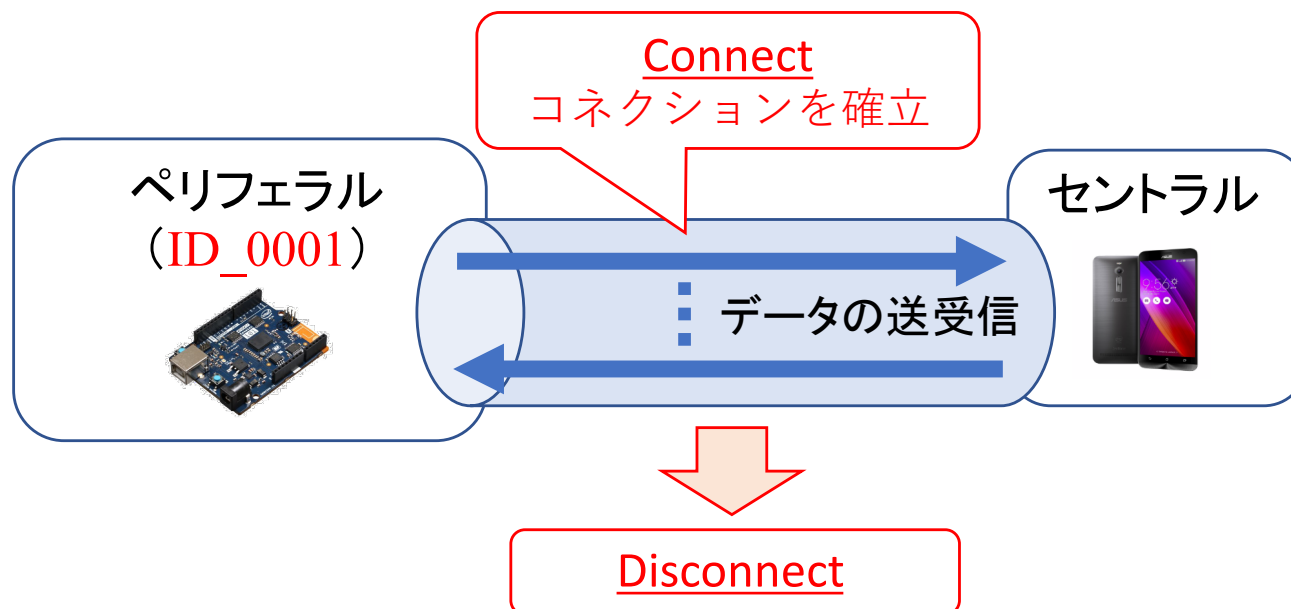 Connect
コネクションを確立
ペリフェラル
（ID_0001）
セントラル
データの送受信
Disconnect